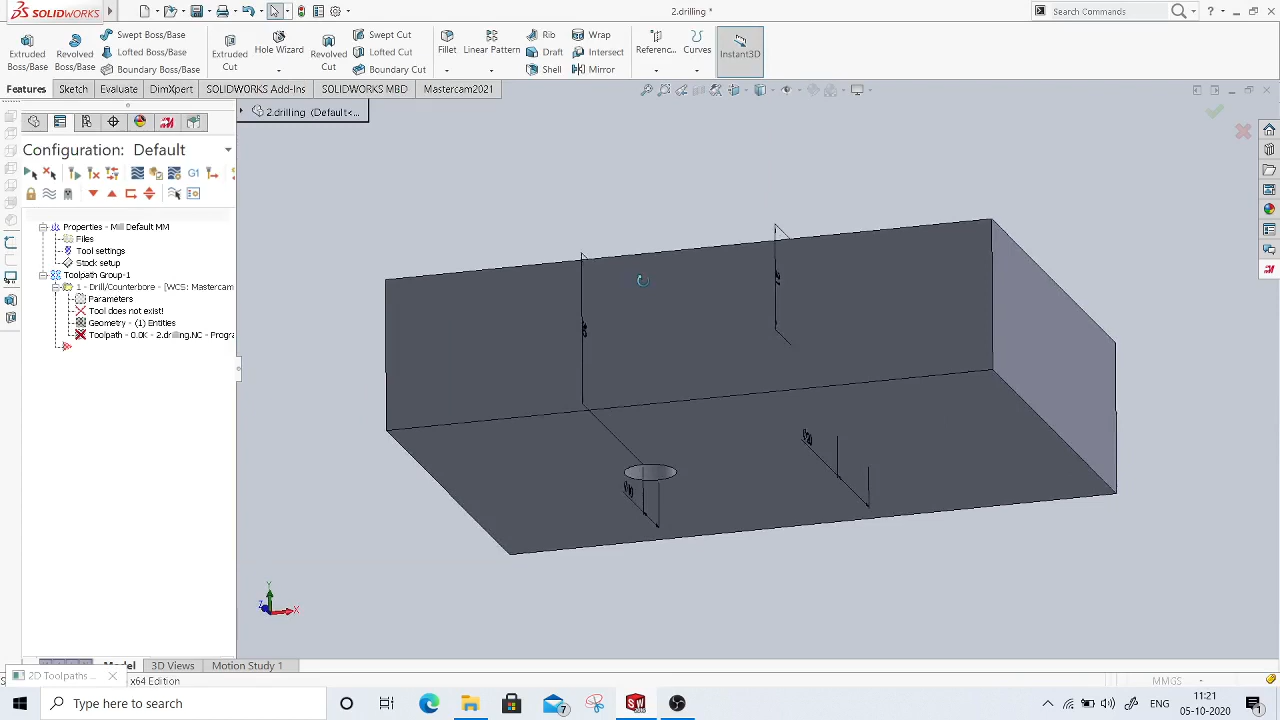 SOLIDWORKS
2.drilling *
Search Commands
Extruded Boss/Base
Revolved Boss/Base
Swept Boss/Base
Lofted Boss/Base
Boundary Boss/Base
Extruded Cut
Hole Wizard
Revolved Cut
Swept Cut
Lofted Cut
Boundary Cut
Fillet
Linear Pattern
Rib
Draft
Shell
Wrap
Intersect
Mirror
Referenc...
Curves
Instant3D
Features
Sketch
Evaluate
DimXpert
SOLIDWORKS Add-Ins
SOLIDWORKS MBD
Mastercam2021
2.drilling (Default<...
Configuration: Default
G1
Properties - Mill Default MM
Files
Tool settings
Stock setup
Toolpath Group-1
1 - Drill/Counterbore - [WCS: Mastercam
Parameters
Tool does not exist!
Geometry - (1) Entities
Toolpath - 0.0K - 2.drilling.NC - Progra
Y
X
Z
Model
3D Views
Motion Study 1
2D Toolpaths ...
x64 Edition
MMGS
Type here to search
7
ENG
11:21
05-10-2020
1